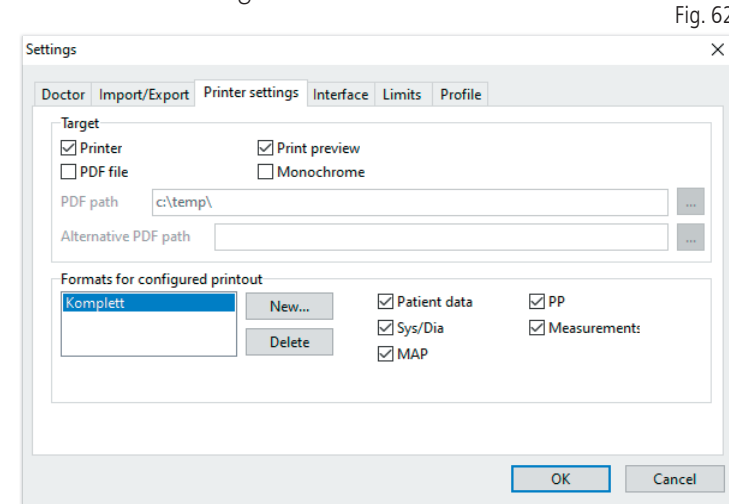 Fig. 62
Settings
Doctor Import/Export Printer settings Interface Limits Profile
Target
Printer Print preview
PDF file Monochrome
PDF path c:\temp\ ...
Alternative PDF path ...
Formats for configured printout
Komplett New... Patient data PP
Sys/Dia Measurements
Delete
MAP
OK Cancel